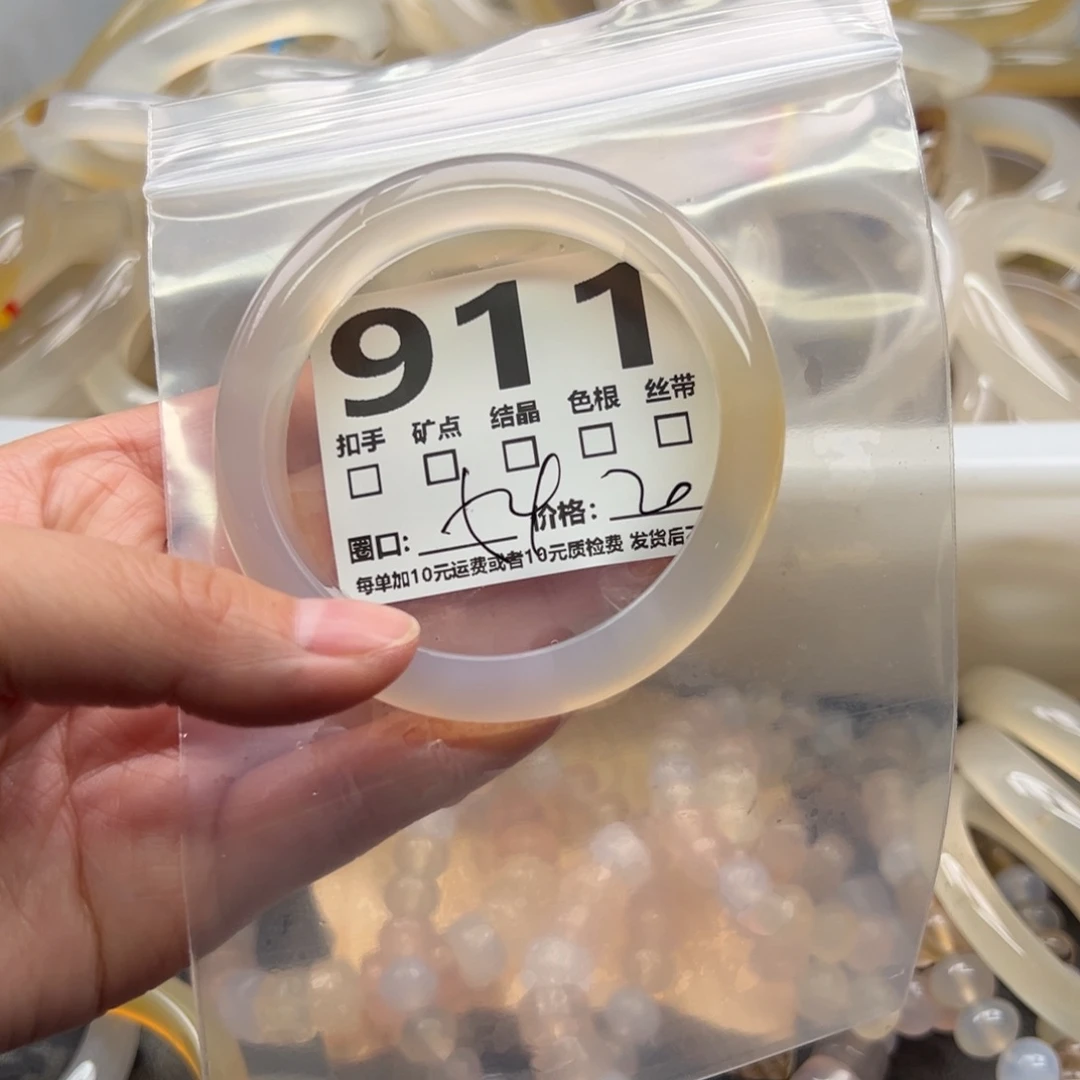 911
扣手 矿点 结晶 色根 丝带
圈口: 价格: 20
每单加10元运费或者10元质检费 发货后